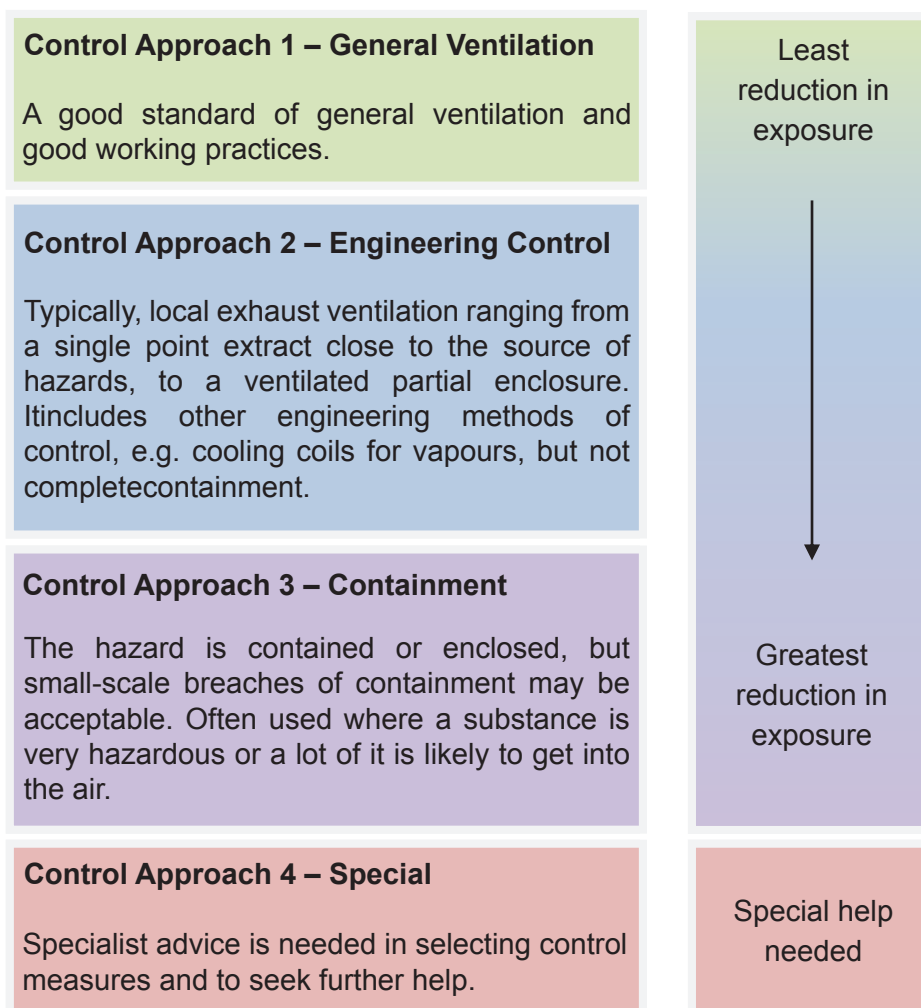 Control Approach 1 – General Ventilation
A good standard of general ventilation and
good working practices.
Least
reduction in
exposure
Control Approach 2 – Engineering Control
Typically, local exhaust ventilation ranging from
a single point extract close to the source of
hazards, to a ventilated partial enclosure.
Itincludes other engineering methods of
control, e.g. cooling coils for vapours, but not
completecontainment.
Control Approach 3 – Containment
The hazard is contained or enclosed, but
small-scale breaches of containment may be
acceptable. Often used where a substance is
very hazardous or a lot of it is likely to get into
the air.
Greatest
reduction in
exposure
Control Approach 4 – Special
Specialist advice is needed in selecting control
measures and to seek further help.
Special help
needed